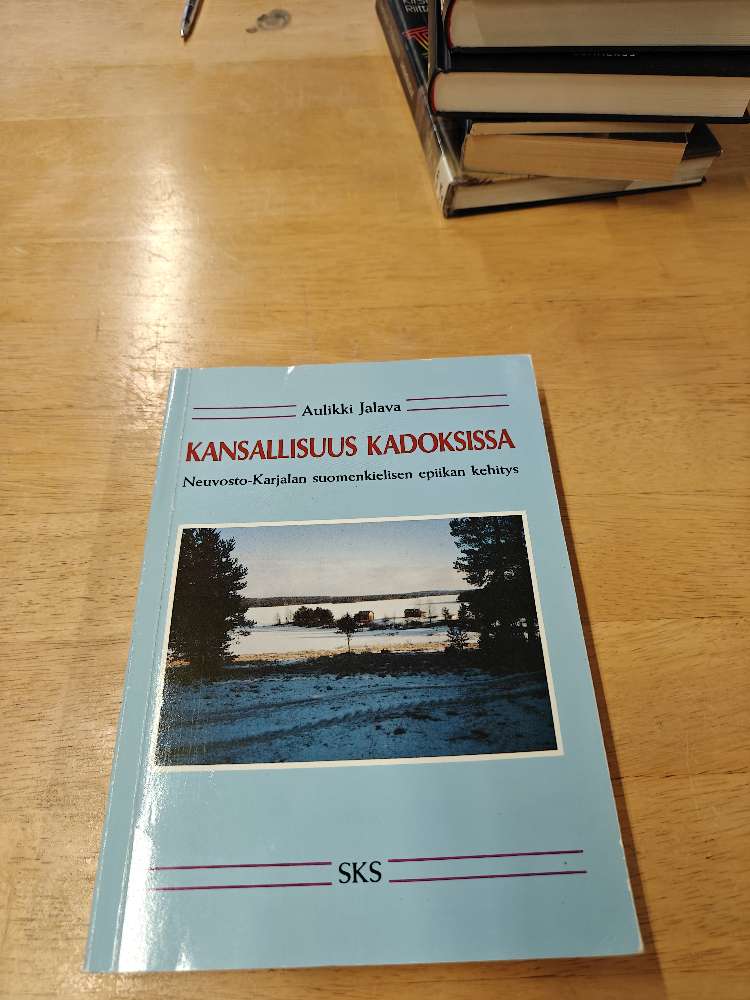 Aulikki Jalava
KANSALLISUUS KADOKSISSA
Neuvosto-Karjalan suomenkielisen epiikan kehitys
SKS